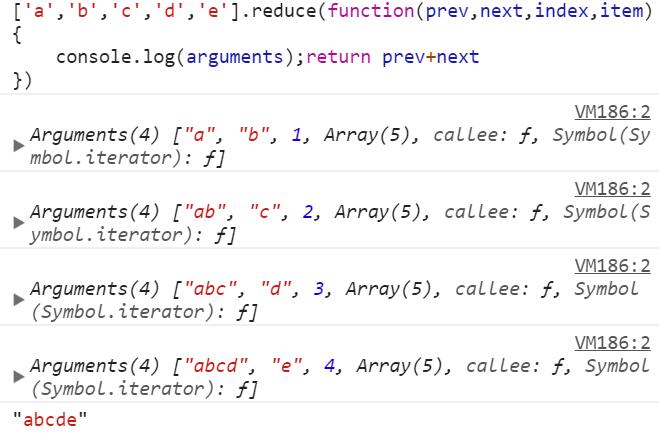 ['a','b','c','d','e'].reduce(function(prev,next,index,item)
{
    console.log(arguments);return prev+next
})
VM186:2
Arguments(4) ["a", "b", 1, Array(5), callee: ƒ, Symbol(Sy
mbol.iterator): ƒ]
VM186:2
Arguments(4) ["ab", "c", 2, Array(5), callee: ƒ, Symbol(S
ymbol.iterator): ƒ]
VM186:2
Arguments(4) ["abc", "d", 3, Array(5), callee: ƒ, Symbol
(Symbol.iterator): ƒ]
VM186:2
Arguments(4) ["abcd", "e", 4, Array(5), callee: ƒ, Symbol
(Symbol.iterator): ƒ]
"abcde"